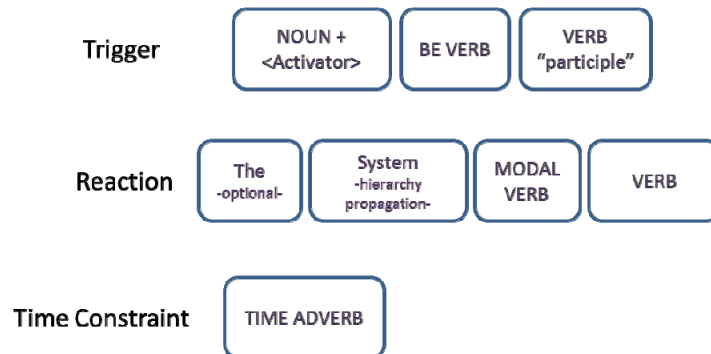 Trigger
NOUN +
<Activator>
BE VERB
VERB
“participle”
Reaction
The
-optional-
System
-hierarchy
propagation-
MODAL
VERB
VERB
Time Constraint
TIME ADVERB